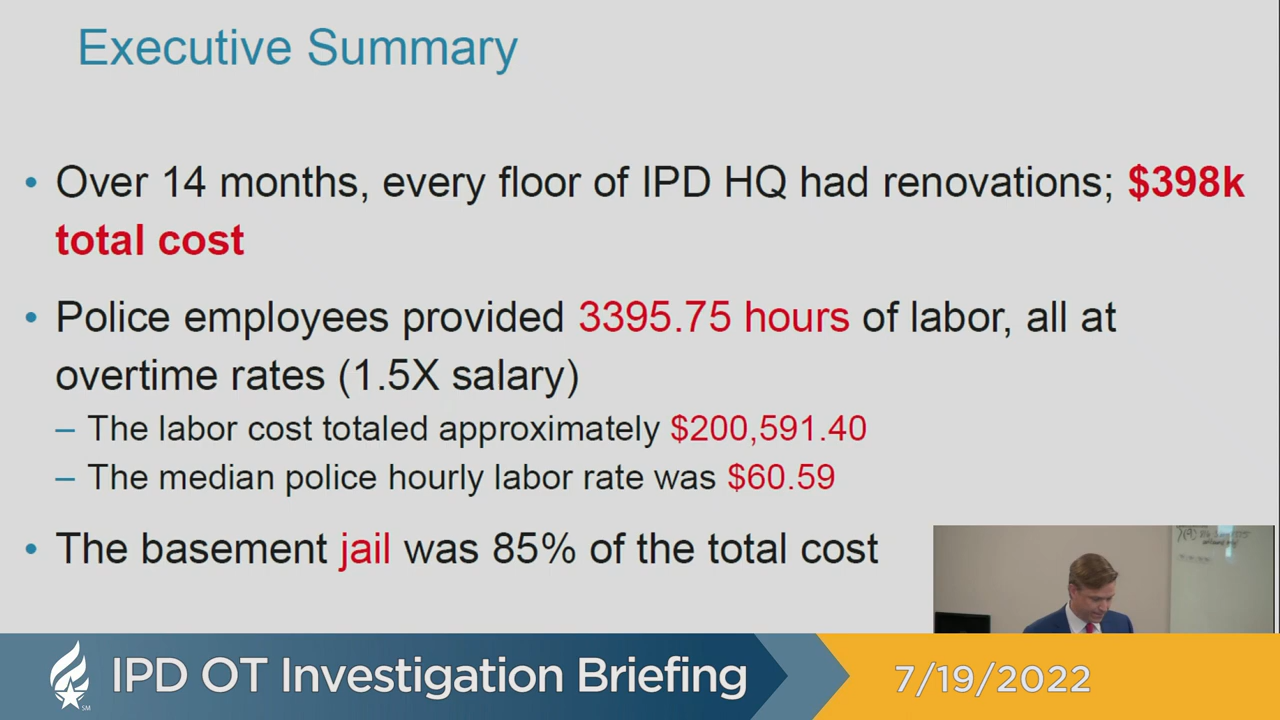 Executive Summary
• Over 14 months, every floor of IPD HQ had renovations; $398k
total cost
• Police employees provided 3395.75 hours of labor, all at
overtime rates (1.5X salary)
– The labor cost totaled approximately $200,591.40
– The median police hourly labor rate was $60.59
• The basement jail was 85% of the total cost
IPD OT Investigation Briefing
7/19/2022
SM